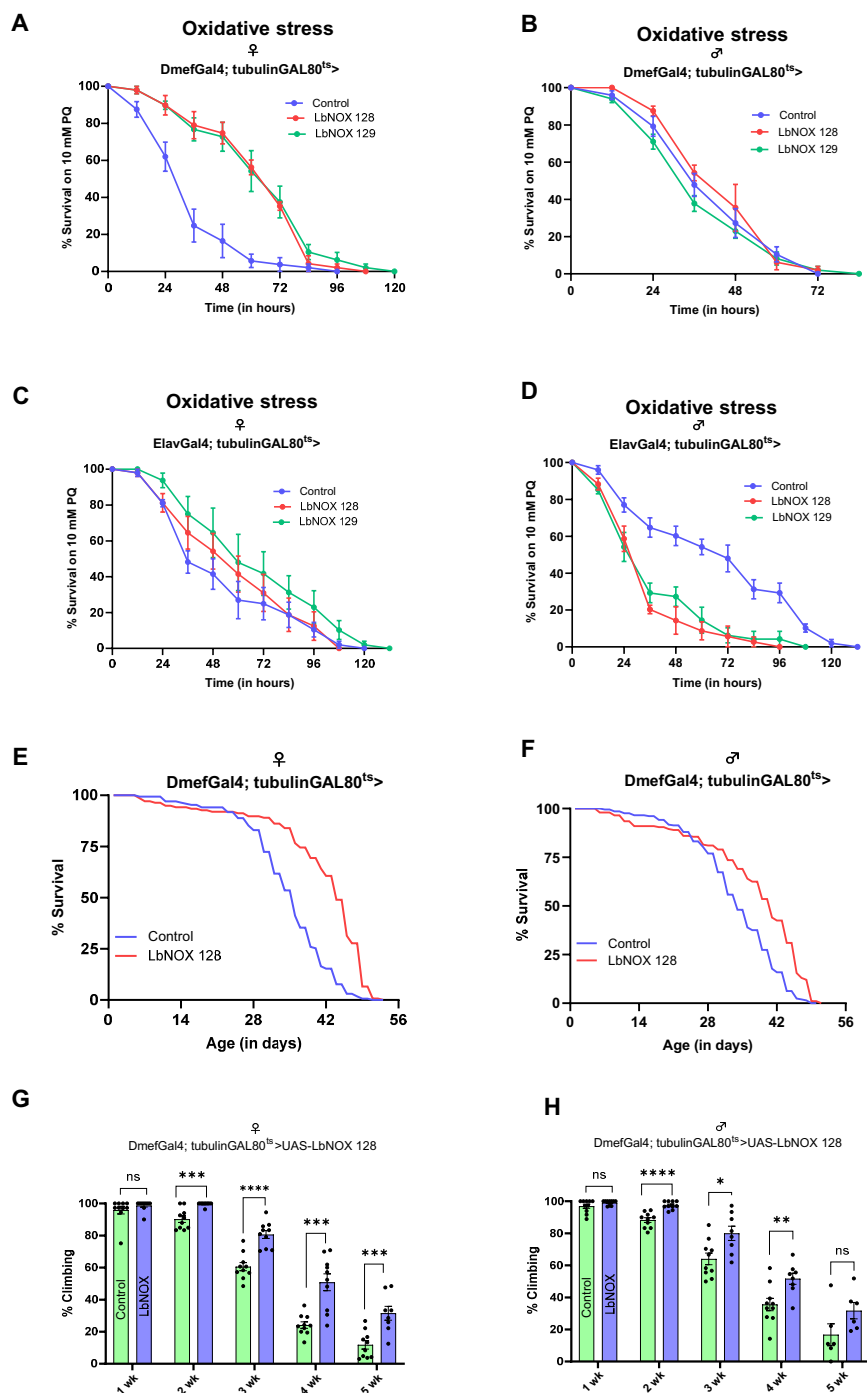 A
Oxidative stress
♀
DmefGal4; tubulinGAL80ts>
% Survival on 10 mM PQ
100
80
60
40
20
0
Control
LbNOX 128
LbNOX 129
0 24 48 72 96 120
Time (in hours)
B
Oxidative stress
♂
DmefGal4; tubulinGAL80ts>
% Survival on 10 mM PQ
100
80
60
40
20
0
Control
LbNOX 128
LbNOX 129
0 24 48 72
Time (in hours)
C
Oxidative stress
♀
ElavGal4; tubulinGAL80ts>
% Survival on 10 mM PQ
100
80
60
40
20
0
Control
LbNOX 128
LbNOX 129
0 24 48 72 96 120
Time (in hours)
D
Oxidative stress
♂
ElavGal4; tubulinGAL80ts>
% Survival on 10 mM PQ
100
80
60
40
20
0
Control
LbNOX 128
LbNOX 129
0 24 48 72 96 120
Time (in hours)
E
♀
DmefGal4; tubulinGAL80ts>
% Survival
100
75
50
25
0
Control
LbNOX 128
0 14 28 42 56
Age (in days)
F
♂
DmefGal4; tubulinGAL80ts>
% Survival
100
75
50
25
0
Control
LbNOX 128
0 14 28 42 56
Age (in days)
G
♀
DmefGal4; tubulinGAL80ts>UAS-LbNOX 128
% Climbing
100
80
60
40
20
0
ns *** **** *** ***
Control
LbNOX
1 wk 2 wk 3 wk 4 wk 5 wk
H
♂
DmefGal4; tubulinGAL80ts>UAS-LbNOX 128
% Climbing
100
80
60
40
20
0
ns **** * ** ns
Control
LbNOX
1 wk 2 wk 3 wk 4 wk 5 wk